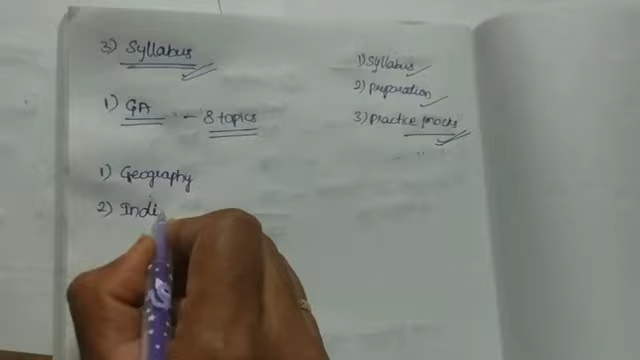 3) Syllabus
1) GA - 8 topics
1) Geography
2) Indi
1) Syllabus
2) preparation
3) Practice mocks